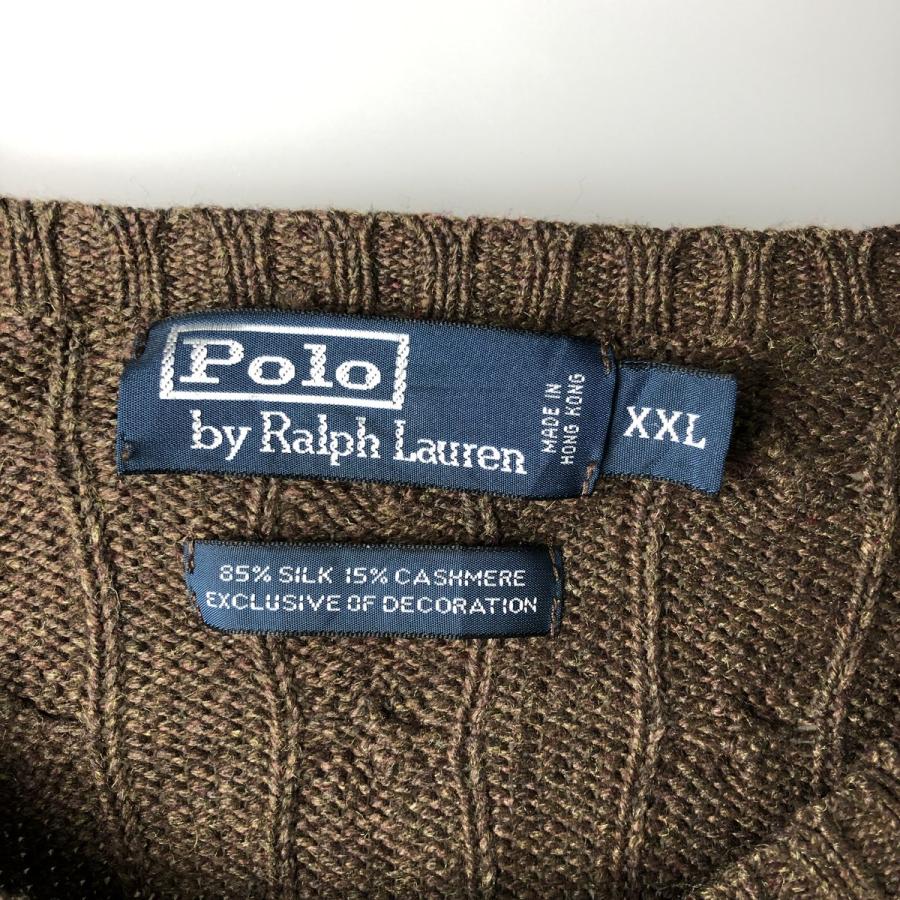 Polo
by Ralph Lauren
MADE IN
HONG KONG
XXL
85% SILK 15% CASHMERE
EXCLUSIVE OF DECORATION